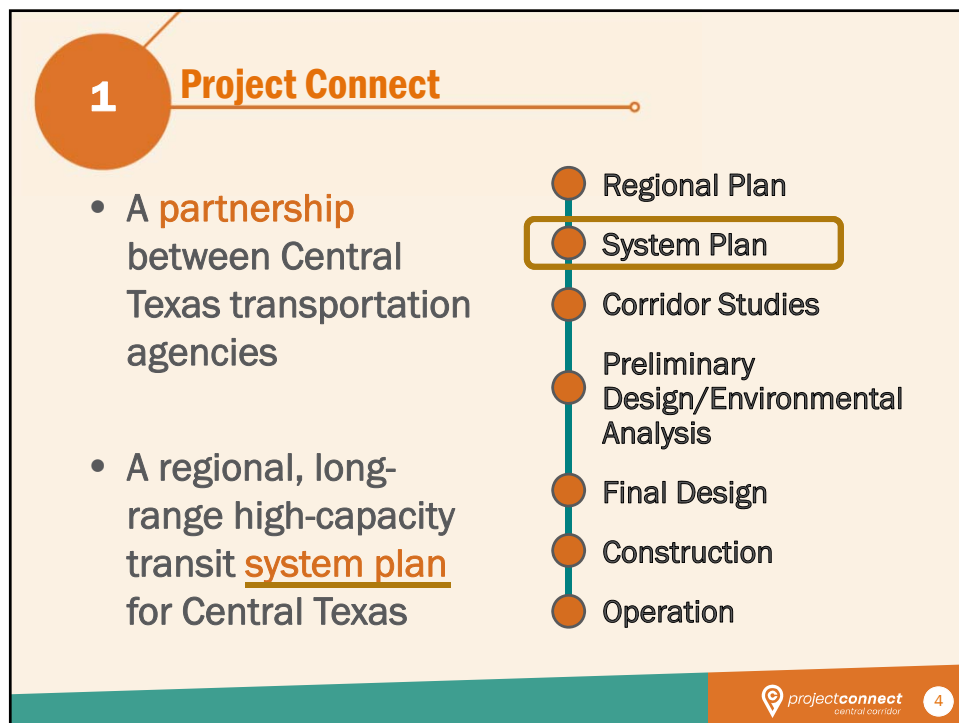 1
Project Connect
• A partnership
between Central
Texas transportation
agencies
• A regional, long-
range high-capacity
transit system plan
for Central Texas
Regional Plan
System Plan
Corridor Studies
Preliminary
Design/Environmental
Analysis
Final Design
Construction
Operation
projectconnect
central corridor
4